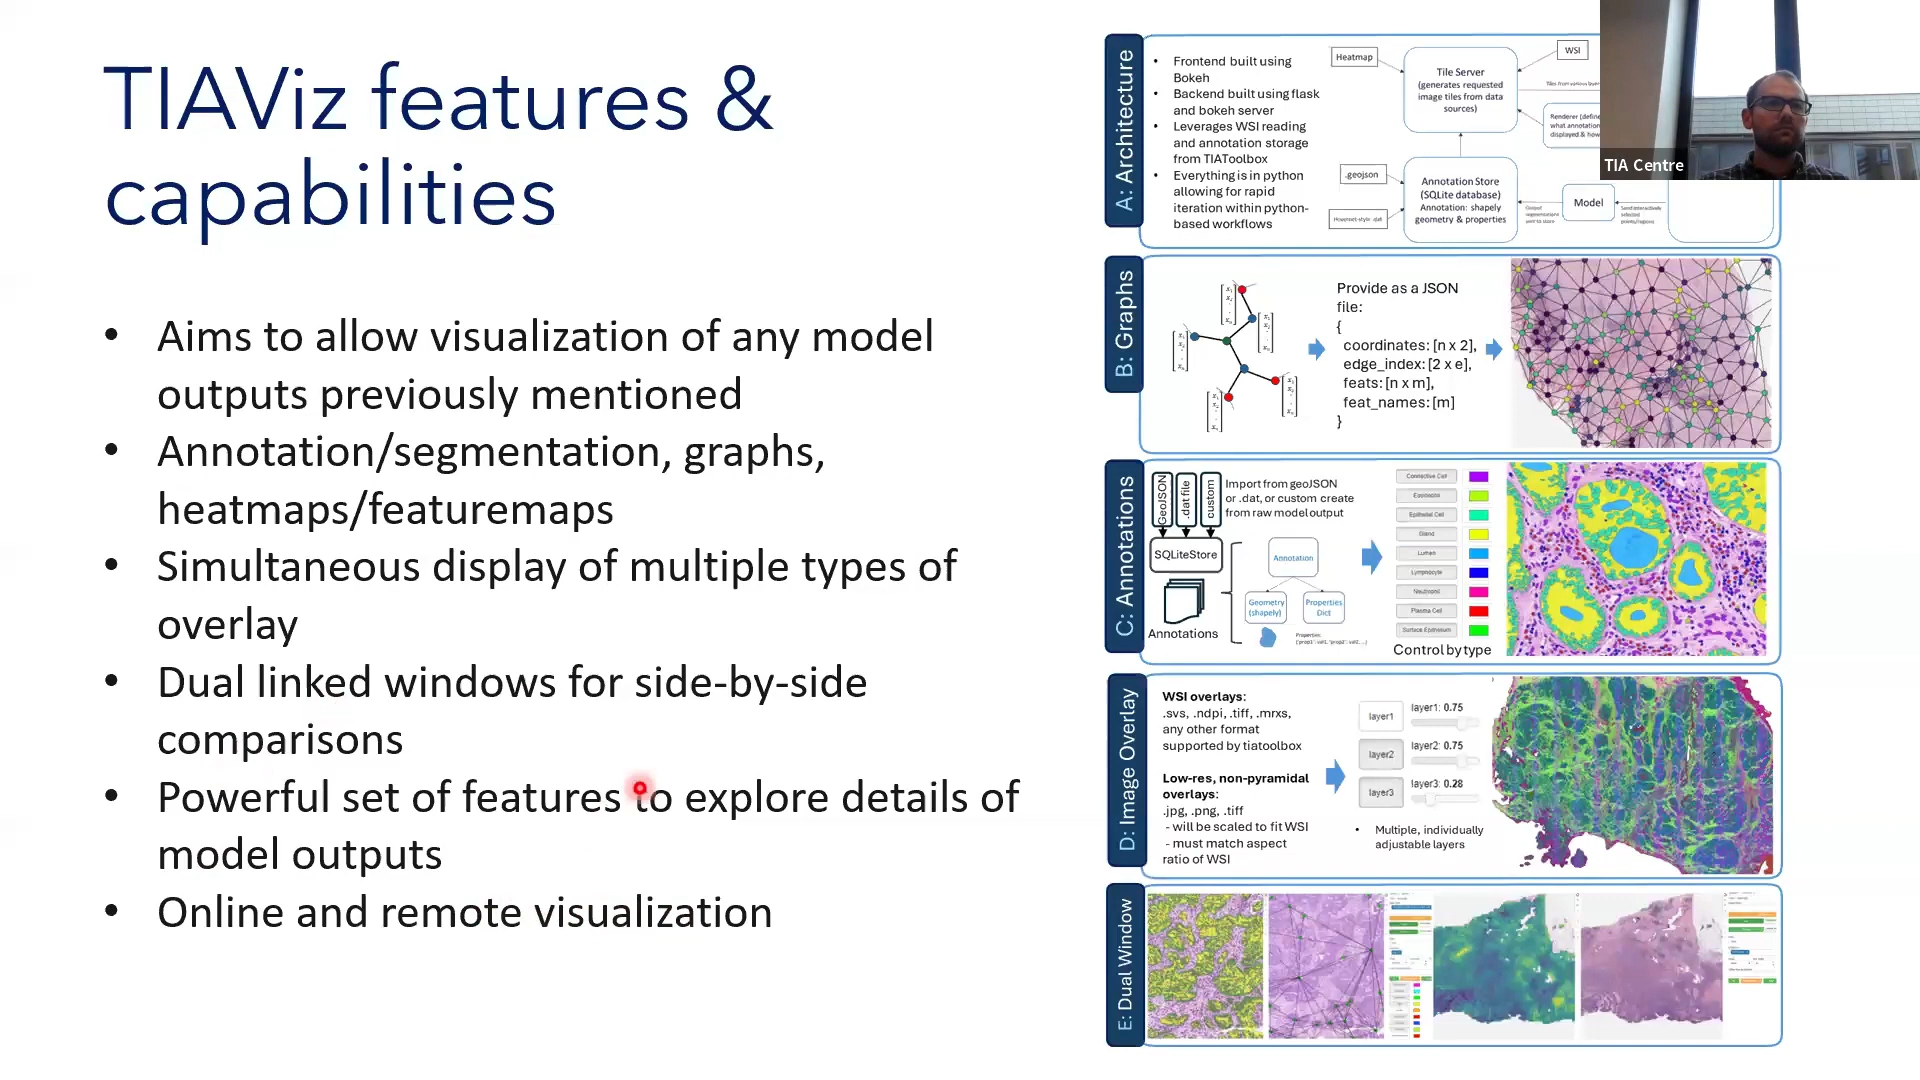 TIAViz features &
capabilities
• Aims to allow visualization of any model
outputs previously mentioned
• Annotation/segmentation, graphs,
heatmaps/featuremaps
• Simultaneous display of multiple types of
overlay
• Dual linked windows for side-by-side
comparisons
• Powerful set of features to explore details of
model outputs
• Online and remote visualization
A: Architecture
• Frontend built using
Bokeh
• Backend built using flask
and bokeh server
• Leverages WSI reading
and annotation storage
from TIAToolbox
• Everything is in python
allowing for rapid
iteration within python-
based workflows
Heatmap
Tile Server
(generates requested
image tiles from data
sources)
WSI
Tiles from various
Renderer (define
what annotation
displayed & how
.geojson
Annotation Store
(SQLite database)
Annotation: shapely
geometry & properties
Model
TIA Centre
B: Graphs
Provide as a JSON
file:
{
coordinates: [n x 2],
edge_index: [2 x e],
feats: [n x m],
feat_names: [m]
}
C: Annotations
GeoJSON
.dat file
custom
Import from geoJSON
or .dat, or custom create
from raw model output
SQLiteStore
Annotations
Annotation
Geometry
(shapely)
Properties
Dict
Properties:
Connective Cell
Eosinophil
Epithelial Cell
Gland
Lumen
Lymphocyte
Neutrophil
Plasma Cell
Surface Epithelium
Control by type
D: Image Overlay
WSI overlays:
.svs, .ndpi, .tiff, .mrxs,
any other format
supported by tiatoolbox
Low-res, non-pyramidal
overlays:
.jpg, .png, .tiff
- will be scaled to fit WSI
- must match aspect
ratio of WSI
layer1
layer1: 0.75
layer2
layer2: 0.75
layer3
layer3: 0.28
• Multiple, individually
adjustable layers
E: Dual Window